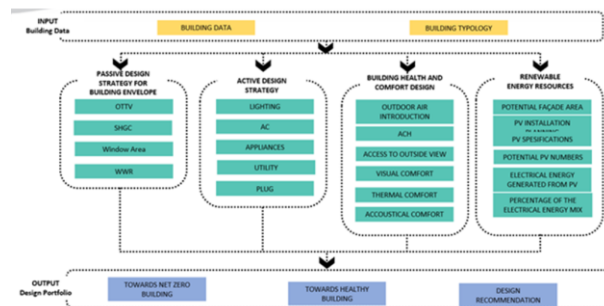 INPUT
Building Data
BUILDING DATA
BUILDING TYPOLOGY
PASSIVE DESIGN
STRATEGY FOR
BUILDING ENVELOPE
OTTV
SHGC
Window Area
WWR
ACTIVE DESIGN
STRATEGY
LIGHTING
AC
APPLIANCES
UTILITY
PLUG
BUILDING HEALTH AND
COMFORT DESIGN
OUTDOOR AIR
INTRODUCTION
ACH
ACCESS TO OUTSIDE VIEW
VISUAL COMFORT
THERMAL COMFORT
ACCOUSTICAL COMFORT
RENEWABLE
ENERGY RESOURCES
POTENTIAL FAÇADE AREA
PV INSTALLATION
PV SPESIFICATIONS
POTENTIAL PV NUMBERS
ELECTRICAL ENERGY
GENERATED FROM PV
PERCENTAGE OF THE
ELECTRICAL ENERGY MIX
OUTPUT
Design Portfolio
TOWARDS NET ZERO
BUILDING
TOWARDS HEALTHY
BUILDING
DESIGN
RECOMMENDATION